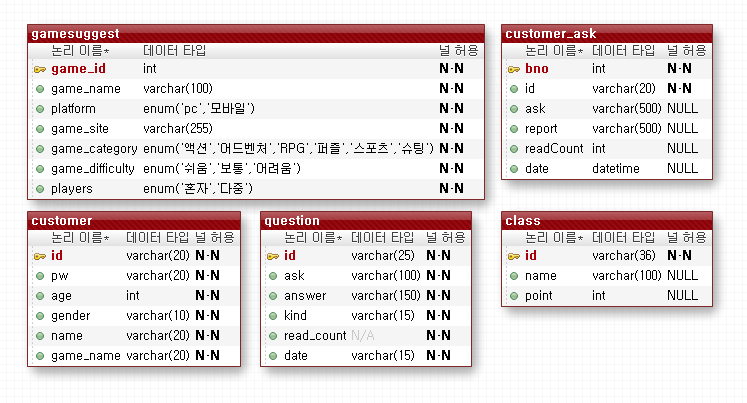 gamesuggest
논리 이름* 데이터 타입 널 허용
game_id int N·N
game_name varchar(100) N·N
platform enum('pc','모바일') N·N
game_site varchar(255) N·N
game_category enum('액션','어드벤처','RPG','퍼즐','스포츠','슈팅') N·N
game_difficulty enum('쉬움','보통','어려움') N·N
players enum('혼자','다중') N·N
customer_ask
논리 이름* 데이터 타입 널 허용
bno int N·N
id varchar(20) N·N
ask varchar(500) NULL
report varchar(500) NULL
readCount int NULL
date datetime NULL
customer
논리 이름* 데이터 타입 널 허용
id varchar(20) N·N
pw varchar(20) N·N
age int N·N
gender varchar(10) N·N
name varchar(20) N·N
game_name varchar(20) N·N
question
논리 이름* 데이터 타입 널 허용
id varchar(25) N·N
ask varchar(100) N·N
answer varchar(150) N·N
kind varchar(15) N·N
read_count N/A N·N
date varchar(15) N·N
class
논리 이름* 데이터 타입 널 허용
id varchar(36) N·N
name varchar(100) NULL
point int NULL